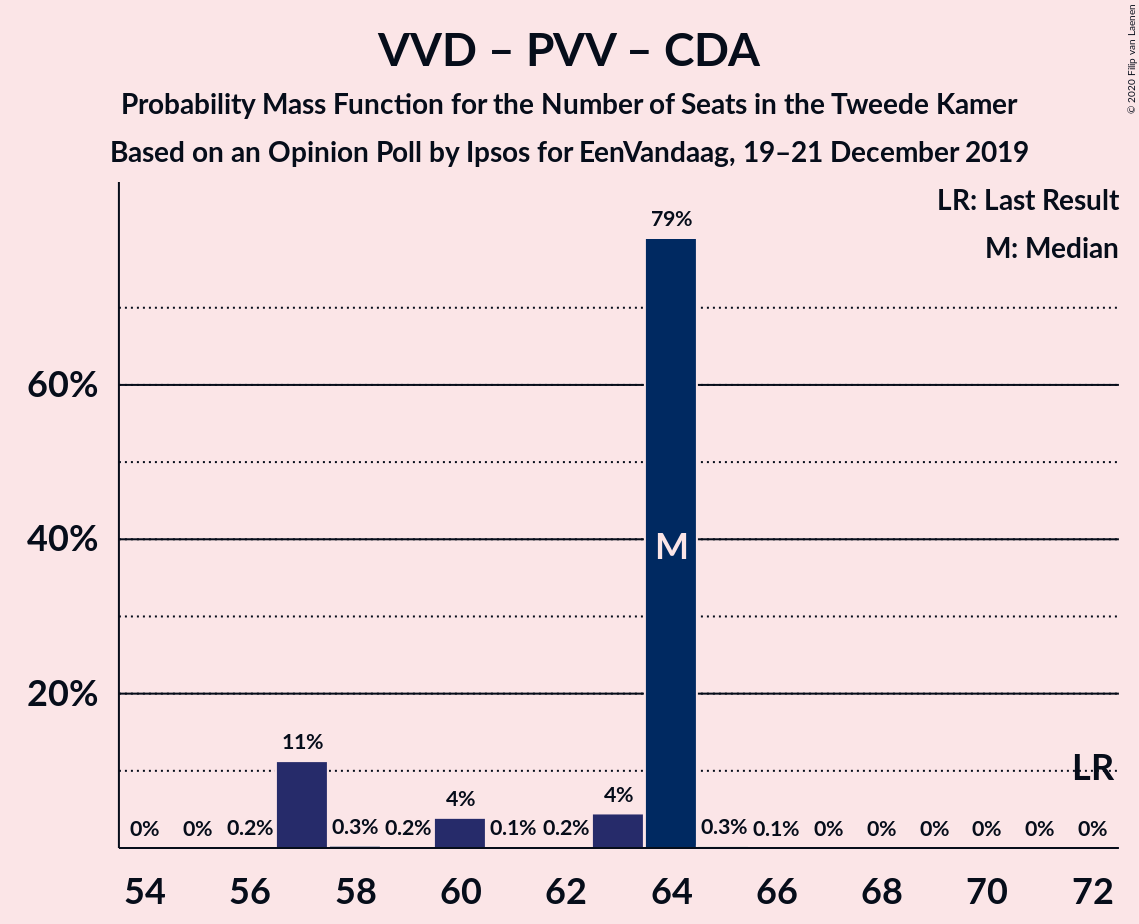 VVD – PVV – CDA
Probability Mass Function for the Number of Seats in the Tweede Kamer
Based on an Opinion Poll by Ipsos for EenVandaag, 19–21 December 2019
© 2020 Filip van Laenen
LR: Last Result
M: Median
79%
60%
40%
M
20%
11%
LR
4%
4%
0% 0% 0.2% 0.3% 0.2% 0.1% 0.2% 0.3% 0.1% 0% 0% 0% 0% 0% 0%
54 56 58 60 62 64 66 68 70 72